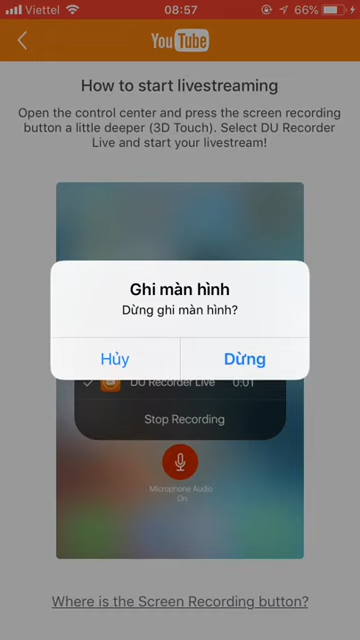 Viettel 08:57 66%
YouTube
How to start livestreaming
Open the control center and press the screen recording
button a little deeper (3D Touch). Select DU Recorder
Live and start your livestream!
Ghi màn hình
Dừng ghi màn hình?
Hủy Dừng
DU Recorder Live 0:01
Stop Recording
Microphone Audio
On
Where is the Screen Recording button?